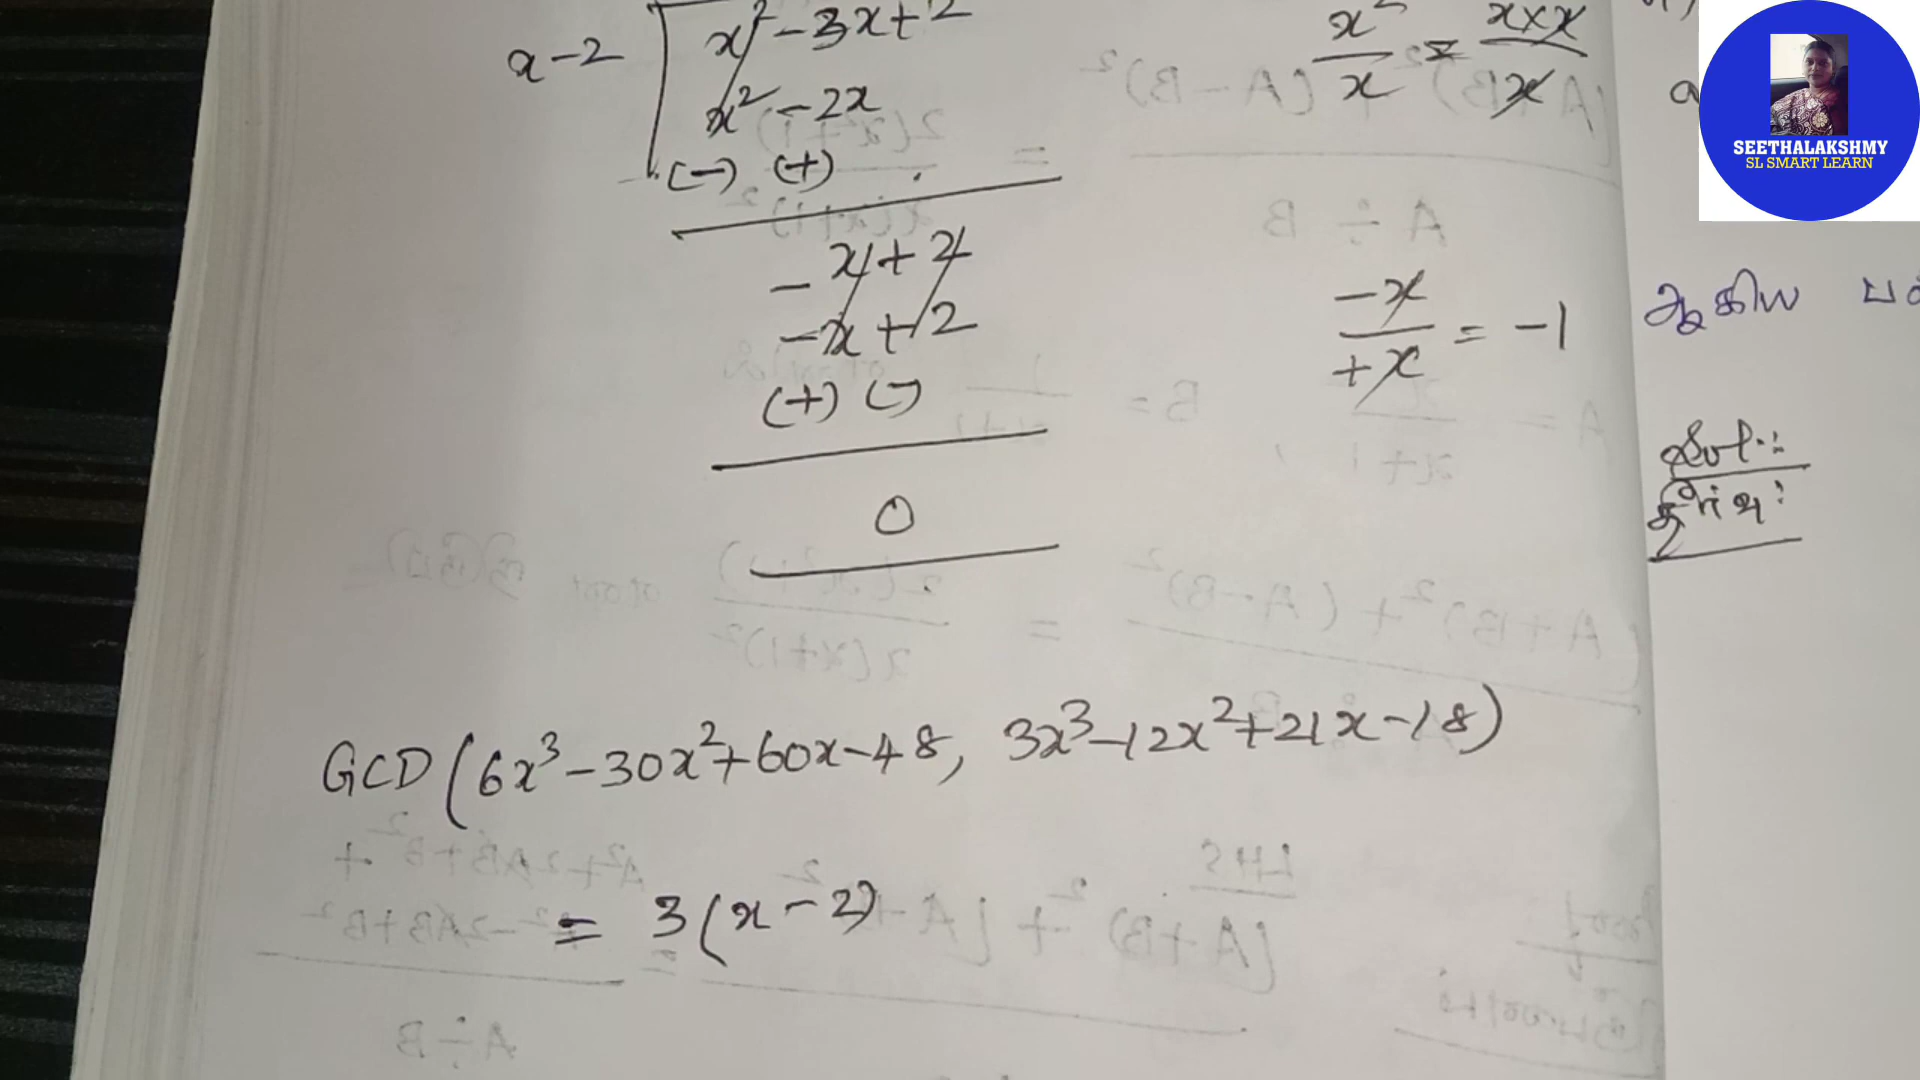 x² - 3x + 2
x - 2
x² - 2x
(-) (+)
- x + 2
- x + 2
(+) (-)
0
x²/x = x × x/x
-x/+x = -1
GCD (6x³ - 30x² + 60x - 48, 3x³ - 12x² + 21x - 18)
= 3(x - 2)
ஆகிய
Sol:
தீர்வு:
SEETHALAKSHMY
SL SMART LEARN